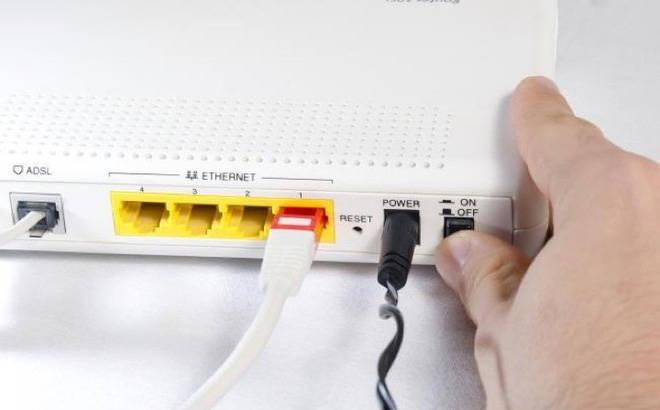 ADSL
ETHERNET
4 3 2 1
RESET
POWER
ON
OFF